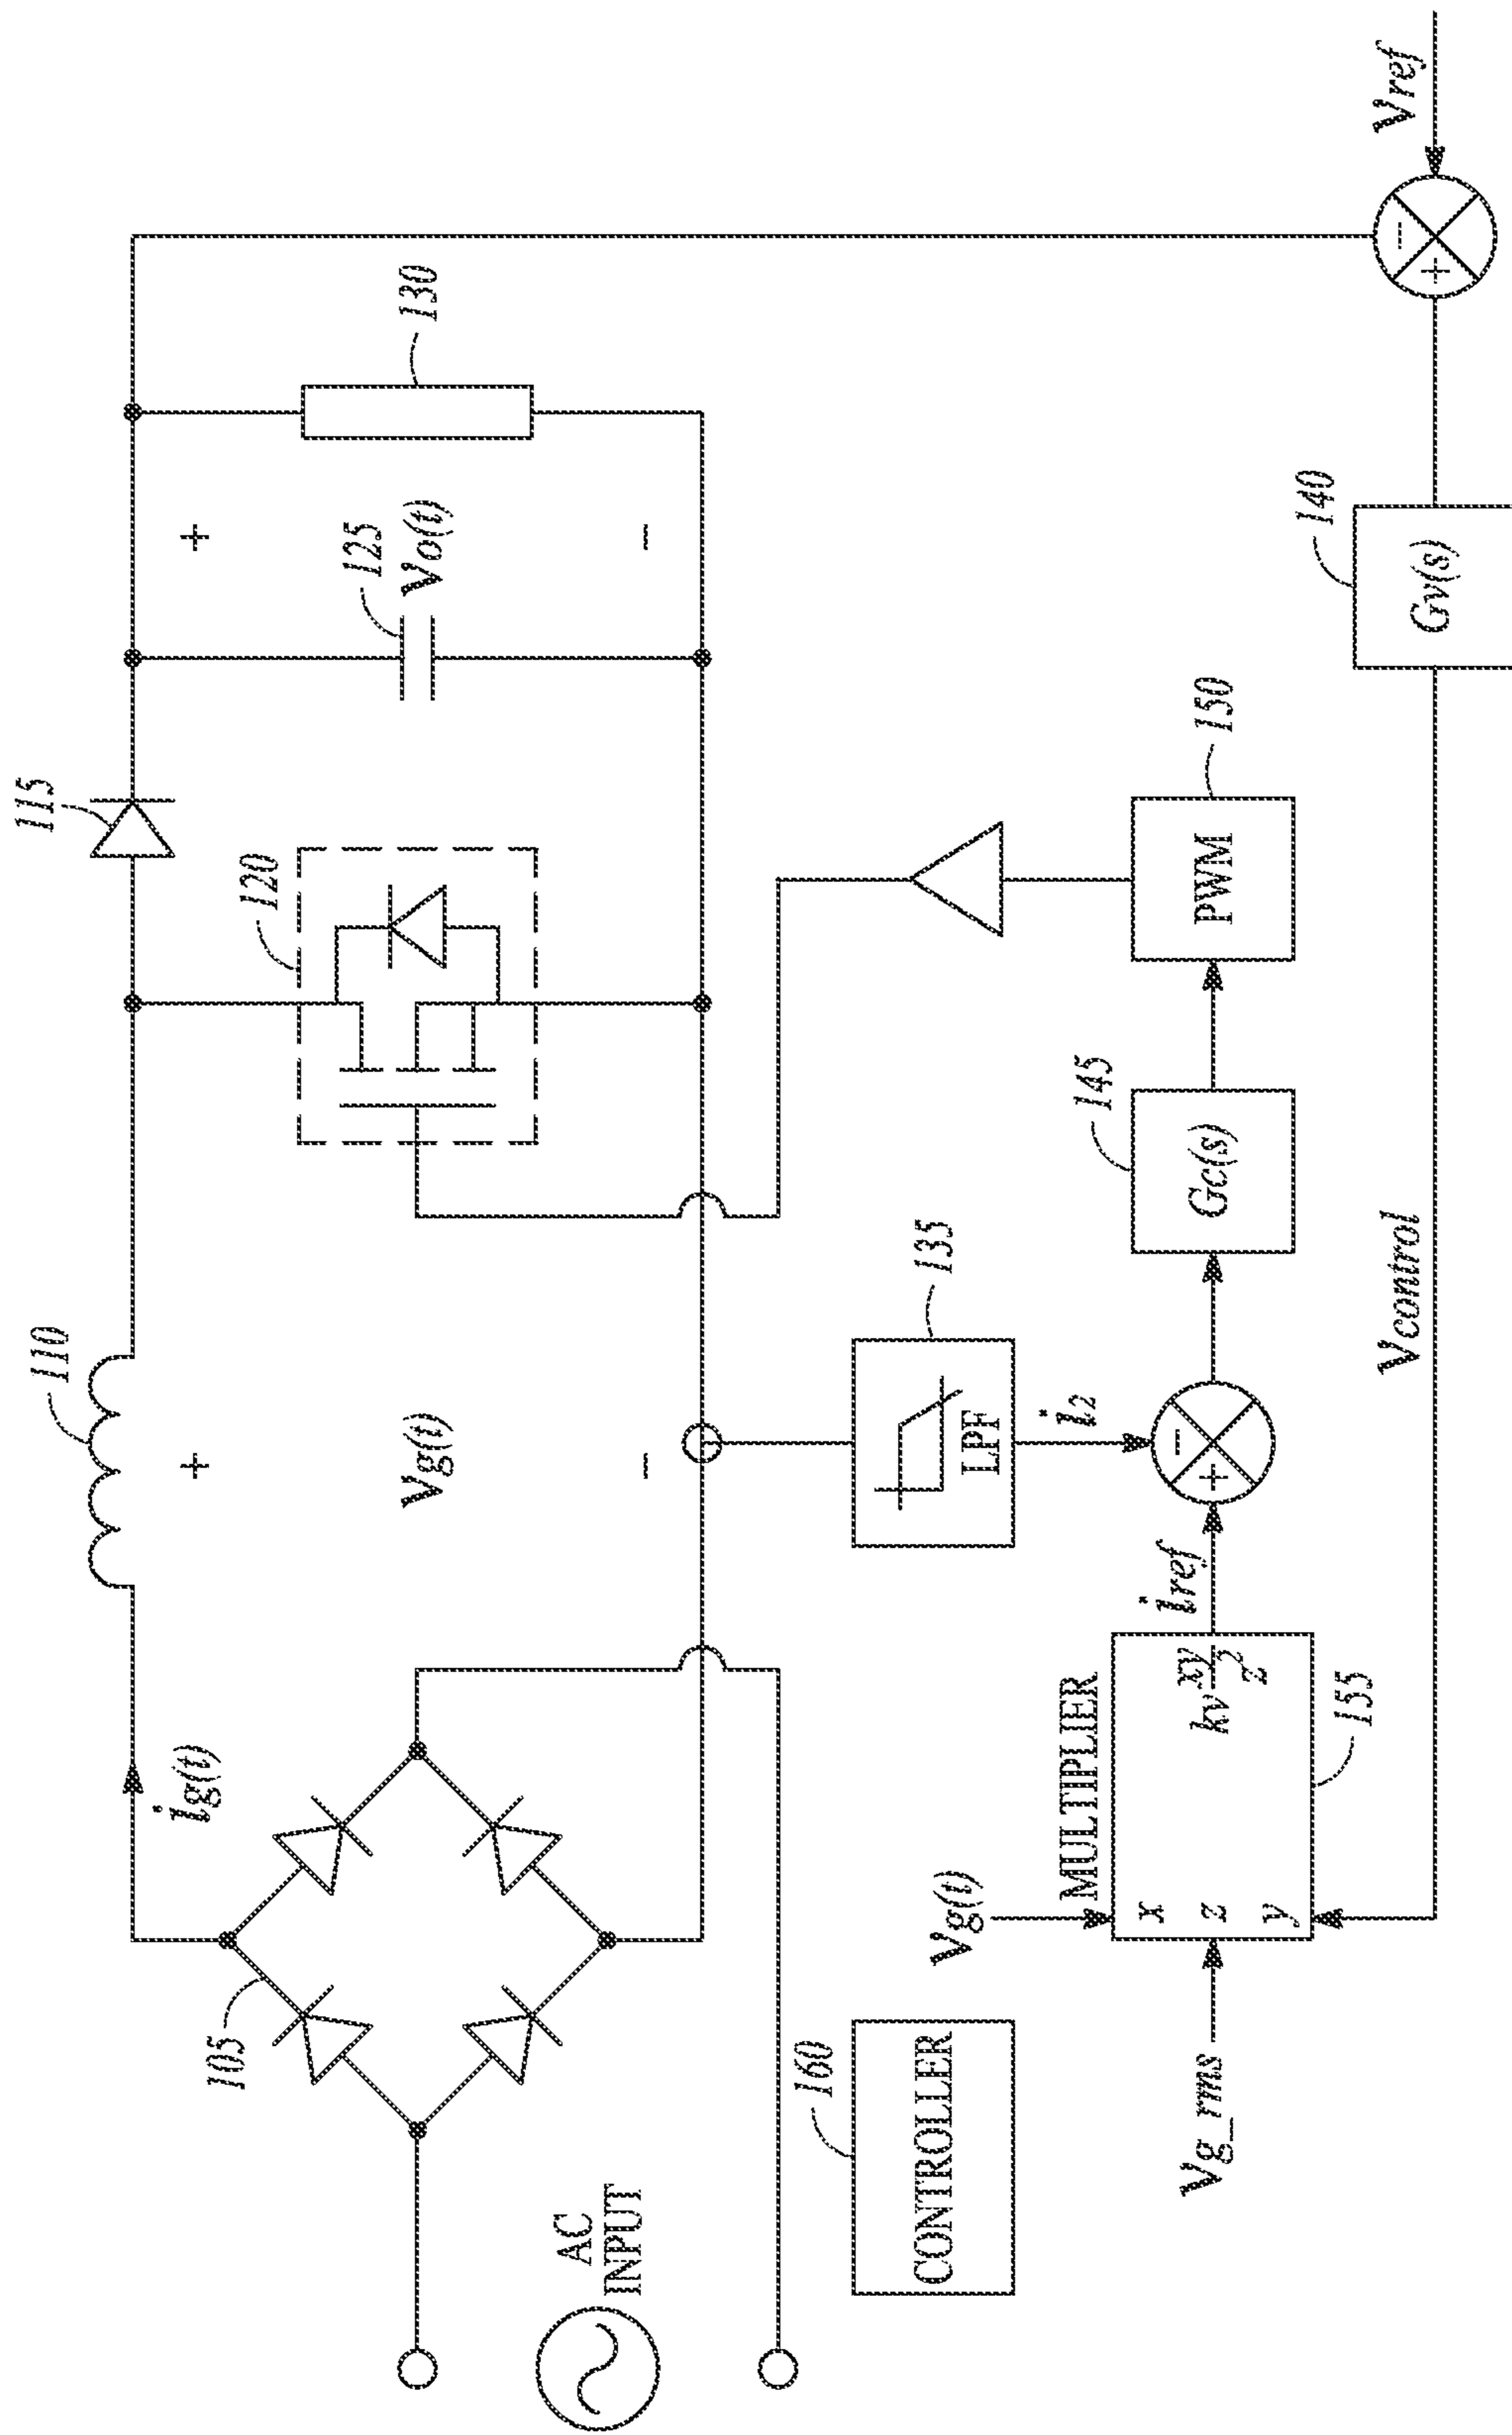 110
115
ig(t)
+
+
120
130
105
125
Vg(t)
Vo(t)
AC
INPUT
−
−
160
135
CONTROLLER
LPF
Vg(t)
i2
MULTIPLIER
145
150
x
iref
−
Vg_rms
z
kv xy/z²
+
Gc(s)
PWM
y
155
140
Vref
Vcontrol
−
Gv(s)
+